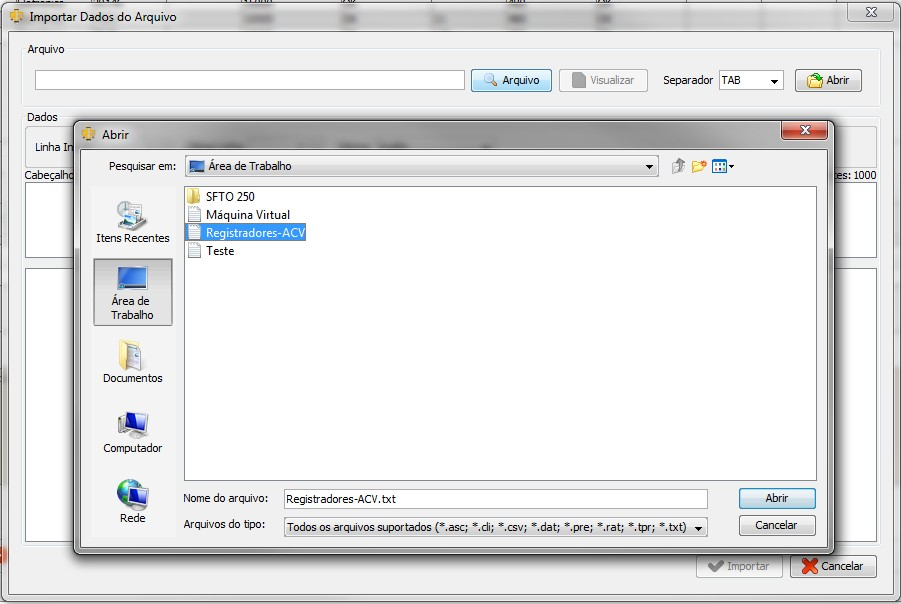 Importar Dados do Arquivo
Arquivo
Arquivo
Visualizar
Separador
TAB
Abrir
Dados
Linha In
Cabeçalho
tes: 1000
Abrir
Pesquisar em:
Área de Trabalho
Itens Recentes
Área de
Trabalho
Documentos
Computador
Rede
SFTO 250
Máquina Virtual
Registradores-ACV
Teste
Nome do arquivo:
Registradores-ACV.txt
Abrir
Arquivos do tipo:
Todos os arquivos suportados (*.asc; *.cli; *.csv; *.dat; *.pre; *.rat; *.tpr; *.txt)
Cancelar
Importar
Cancelar